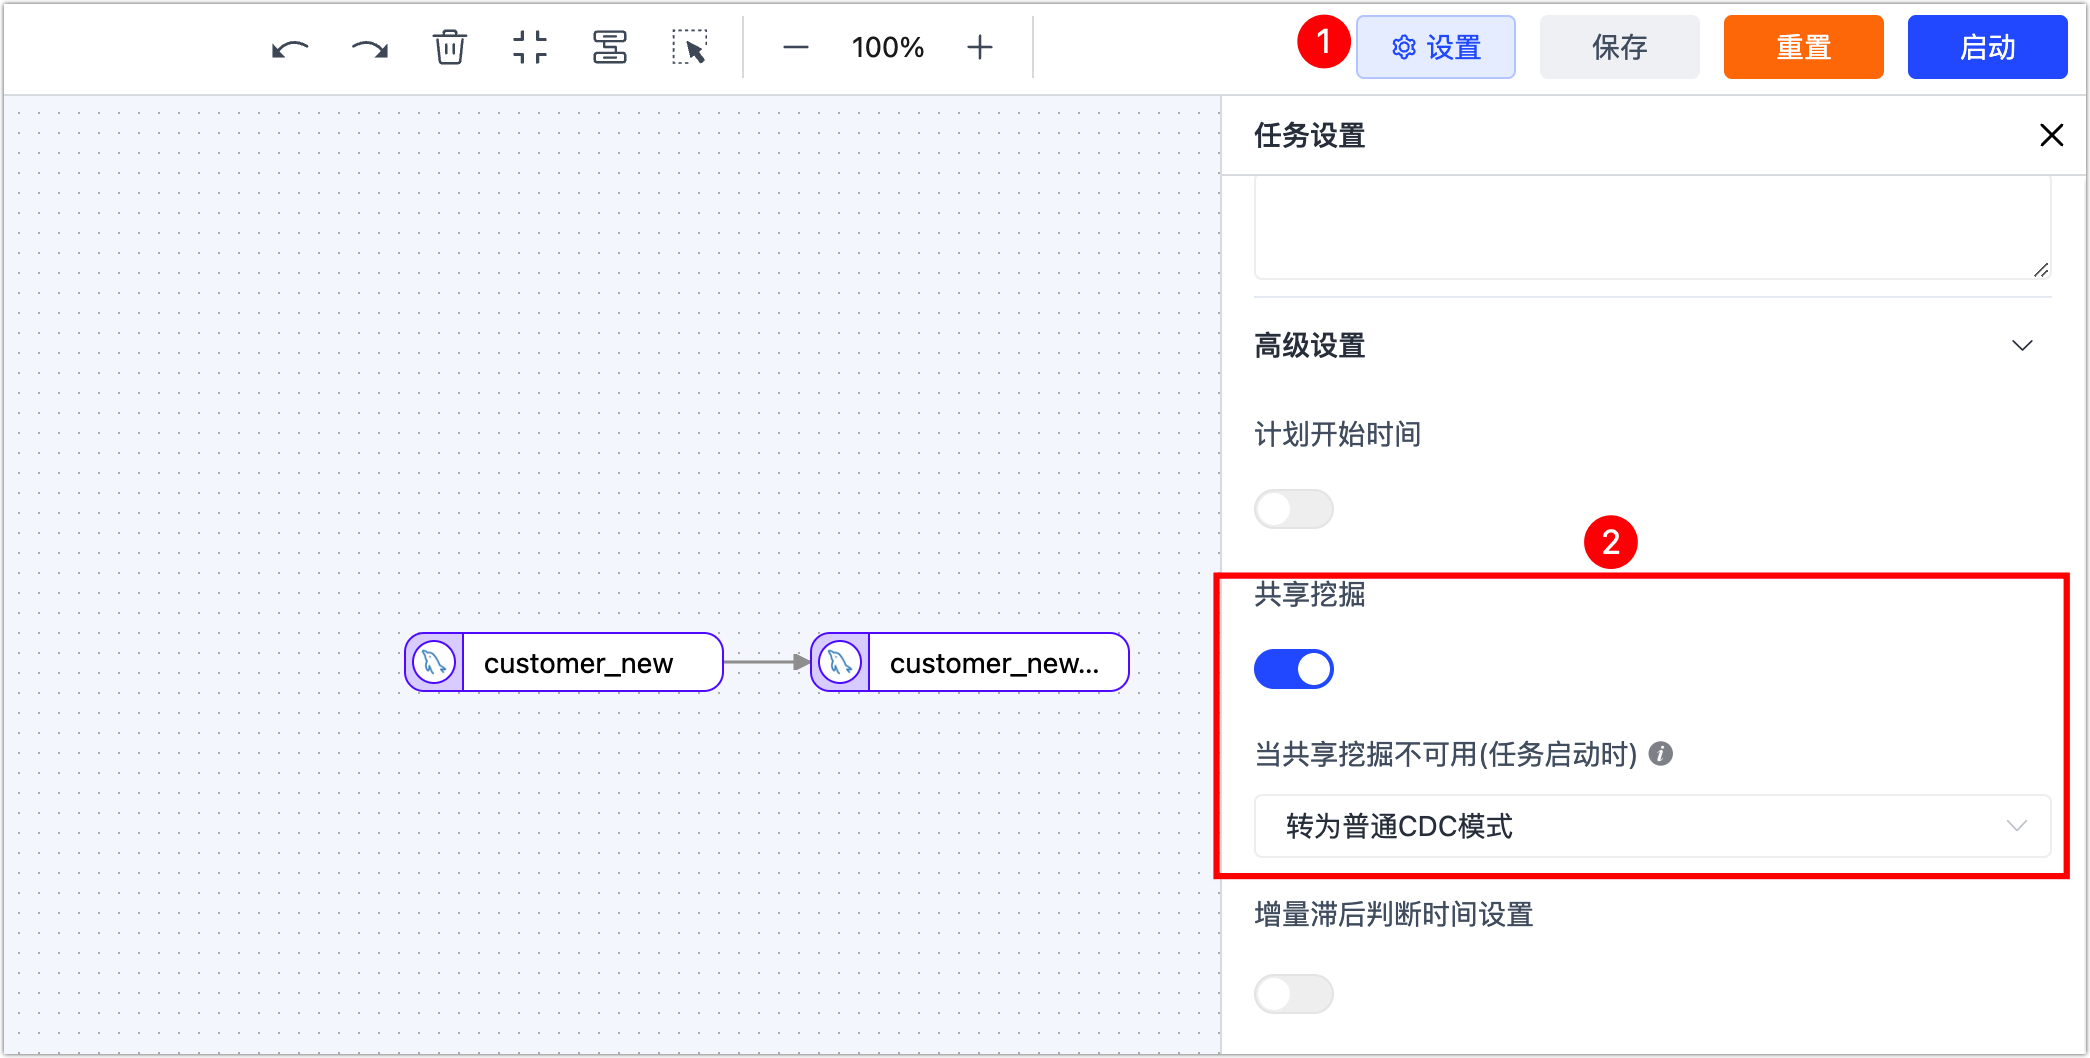 100%
1
设置
保存
重置
启动
任务设置
高级设置
计划开始时间
2
共享挖掘
customer_new
customer_new...
当共享挖掘不可用(任务启动时)
转为普通CDC模式
增量滞后判断时间设置